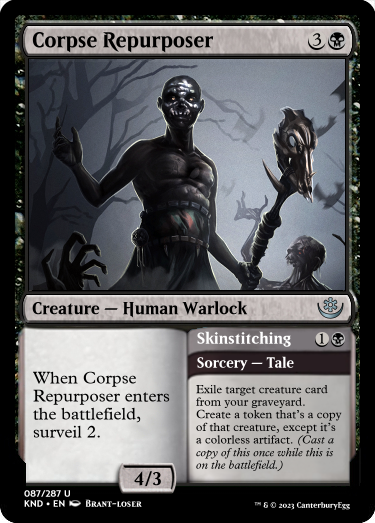 Corpse Repurposer 3
Creature — Human Warlock
When Corpse
Repurposer enters
the battlefield,
surveil 2.
4/3
Skinstitching 1
Sorcery — Tale
Exile target creature card
from your graveyard.
Create a token that's a copy
of that creature, except it's
a colorless artifact. (Cast a
copy of this once while this is
on the battlefield.)
087/287 U
KND • EN Brant-loser
™ & © 2023 CanterburyEgg